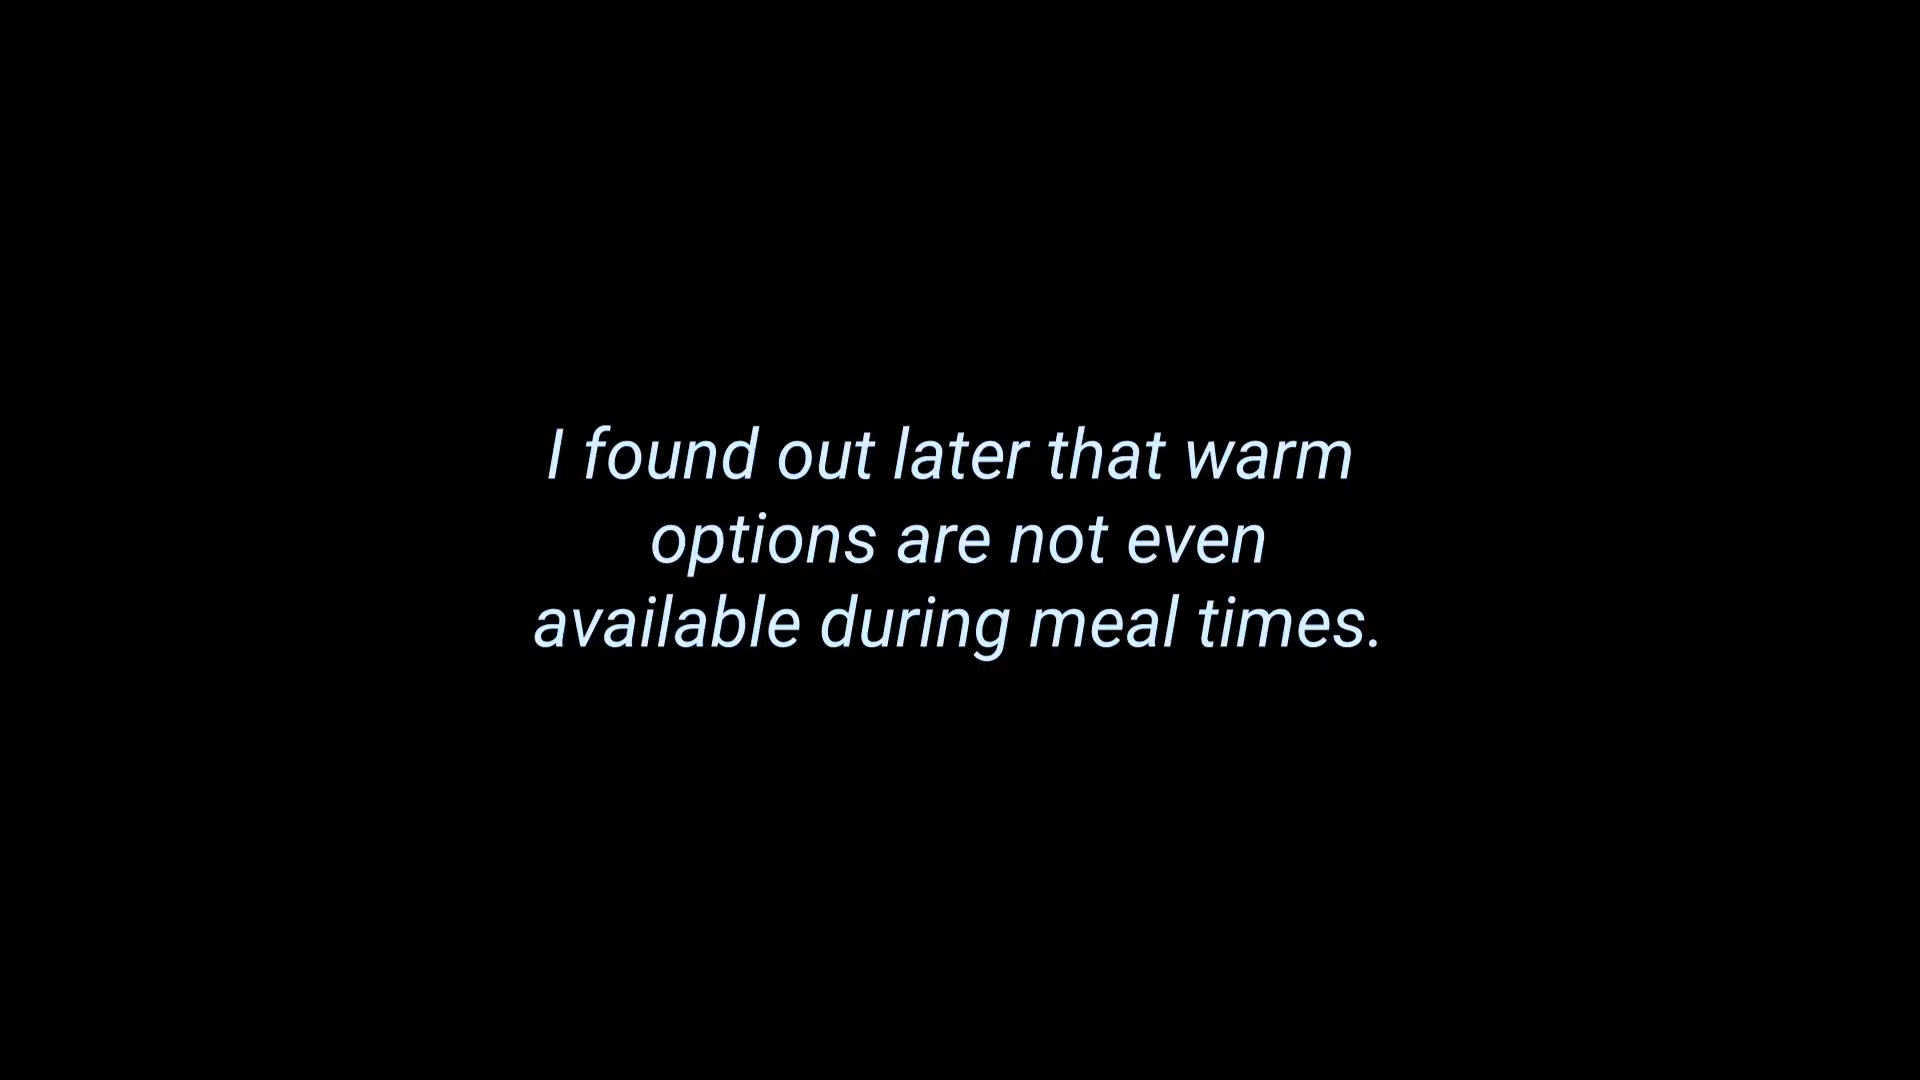 I found out later that warm
options are not even
available during meal times.